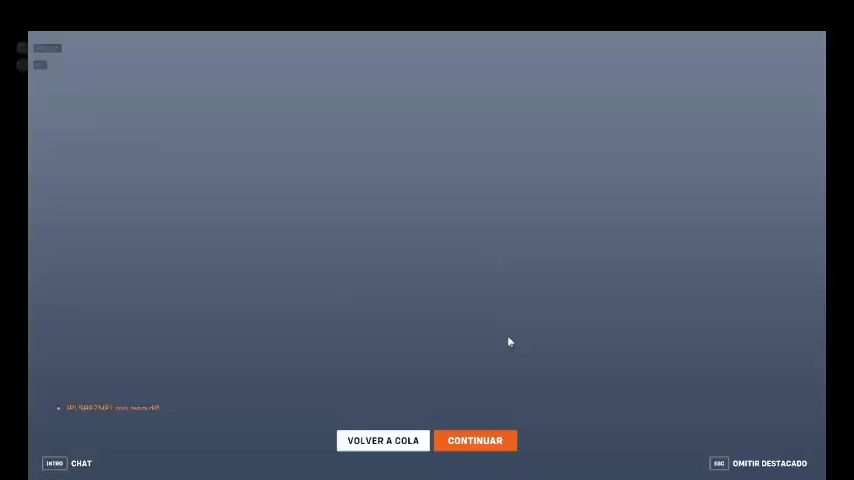 VOLVER A COLA
CONTINUAR
INTRO CHAT
ESC OMITIR DESTACADO